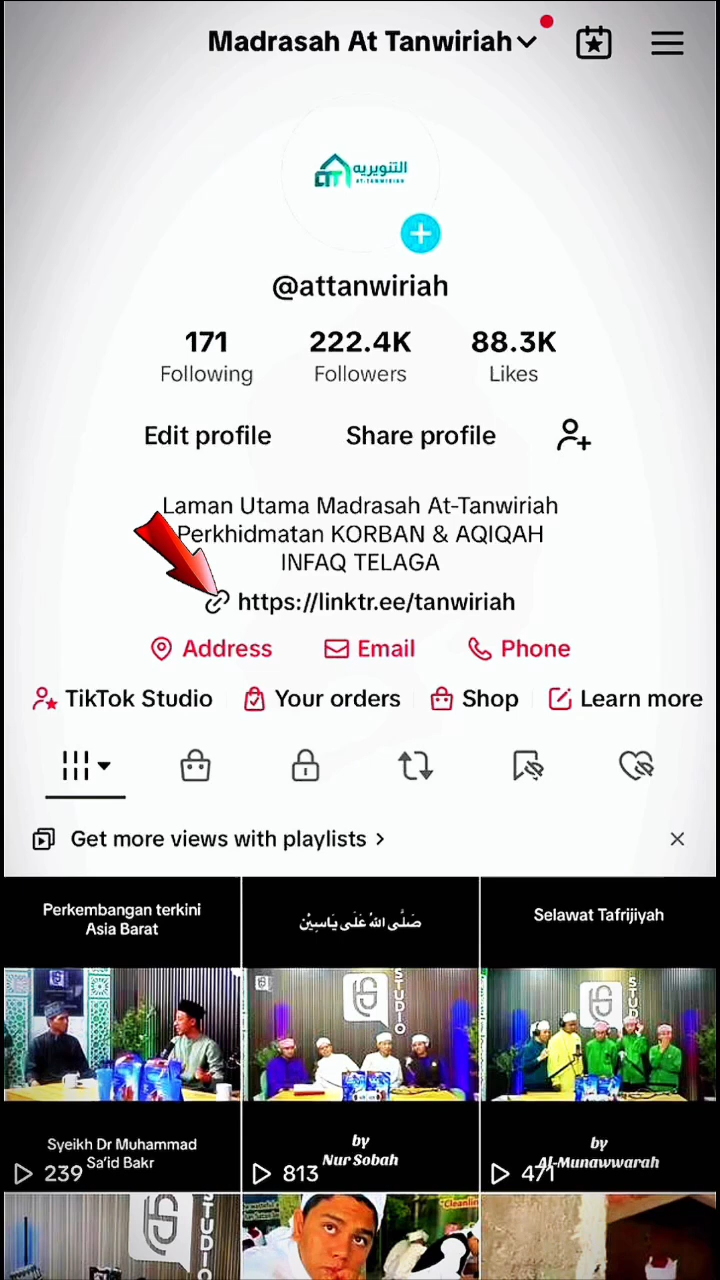 Madrasah At Tanwiriah
التنويريه
AT-TANWIRIAH
@attanwiriah
171 222.4K 88.3K
Following Followers Likes
Edit profile Share profile
Laman Utama Madrasah At-Tanwiriah
Perkhidmatan KORBAN & AQIQAH
INFAQ TELAGA
https://linktr.ee/tanwiriah
Address Email Phone
TikTok Studio Your orders Shop Learn more
Get more views with playlists >
Perkembangan terkini
Asia Barat
Syeikh Dr Muhammad
Sa'id Bakr
239
صَلَّى اللهُ عَلَى يَاسِيْن
STUDIO
by
Nur Sobah
813
Selawat Tafrijiyah
STUDIO
by
Al-Munawwarah
471
STUDIO
"Cleanlin